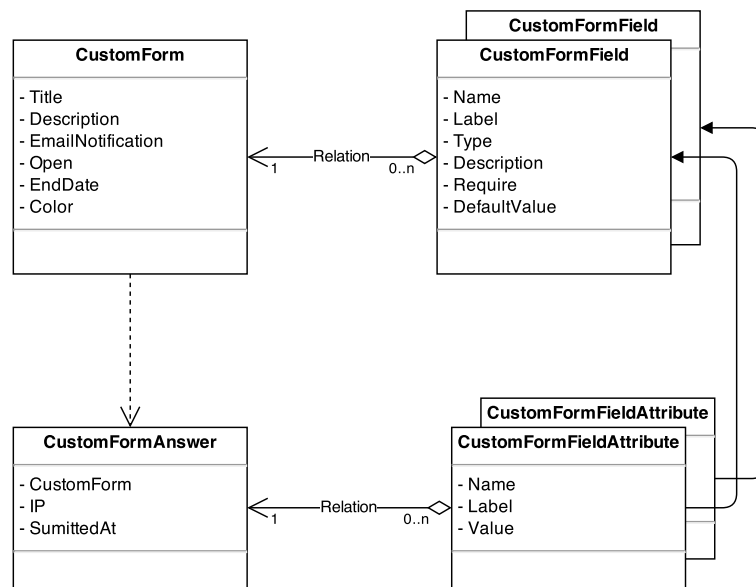 CustomFormField
CustomForm
- Title
- Description
- EmailNotification
- Open
- EndDate
- Color
CustomFormField
- Name
- Label
- Type
- Description
- Require
- DefaultValue
Relation
1
0..n
CustomFormFieldAttribute
CustomFormAnswer
- CustomForm
- IP
- SumittedAt
CustomFormFieldAttribute
- Name
- Label
- Value
Relation
1
0..n